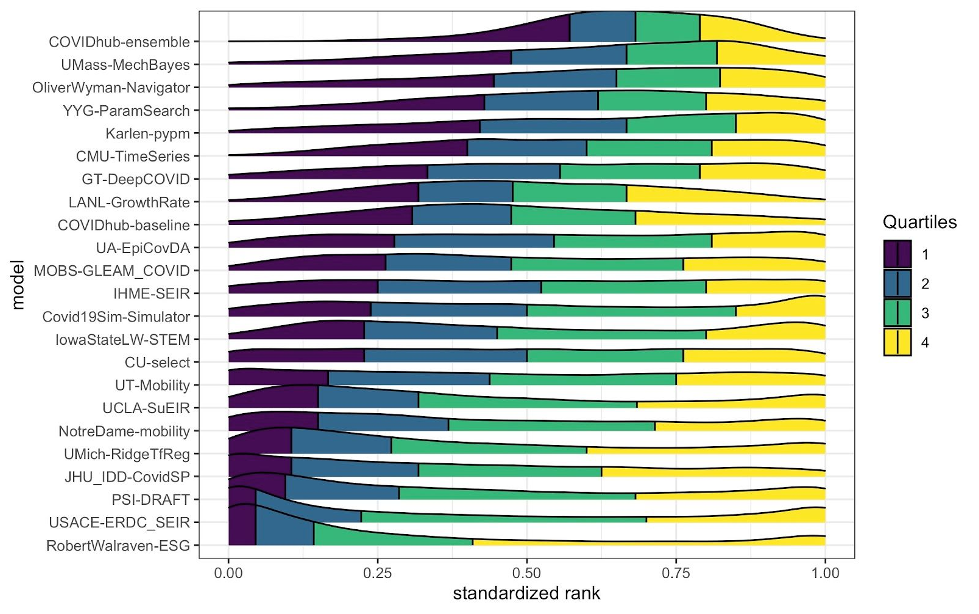 COVIDhub-ensemble
UMass-MechBayes
OliverWyman-Navigator
YYG-ParamSearch
Karlen-pypm
CMU-TimeSeries
GT-DeepCOVID
LANL-GrowthRate
COVIDhub-baseline
UA-EpiCovDA
MOBS-GLEAM_COVID
IHME-SEIR
Covid19Sim-Simulator
IowaStateLW-STEM
CU-select
UT-Mobility
UCLA-SuEIR
NotreDame-mobility
UMich-RidgeTfReg
JHU_IDD-CovidSP
PSI-DRAFT
USACE-ERDC_SEIR
RobertWalraven-ESG
model
0.00 0.25 0.50 0.75 1.00
standardized rank
Quartiles
1
2
3
4